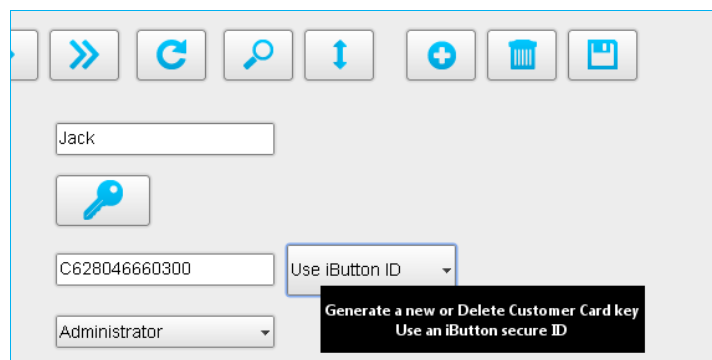 Jack
C628046660300
Use iButton ID
Generate a new or Delete Customer Card key
Use an iButton secure ID
Administrator